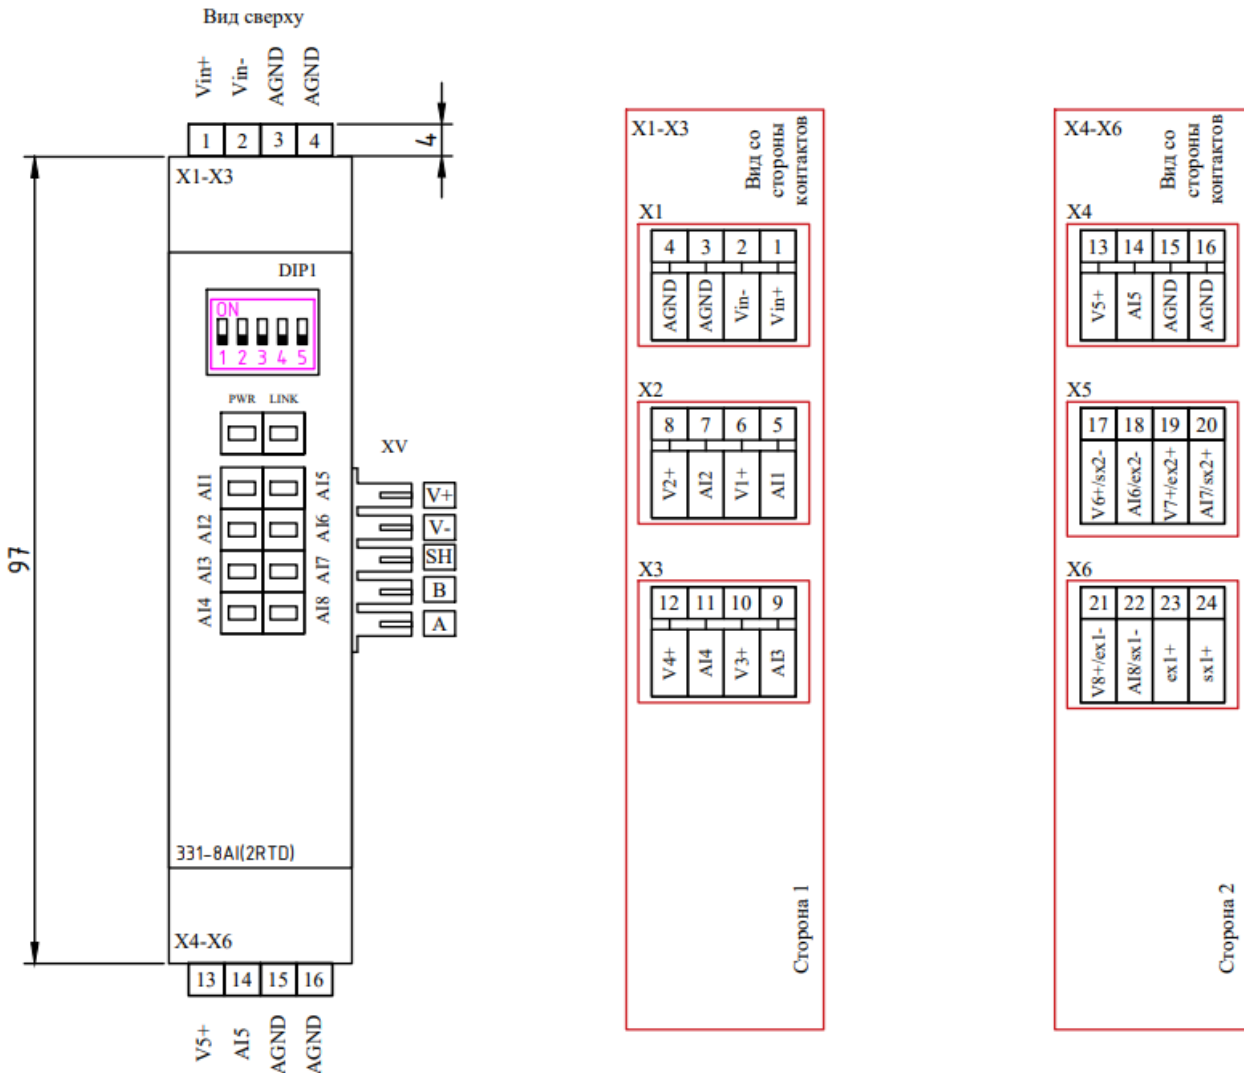 Вид сверху
Vin+ Vin- AGND AGND
1 2 3 4
4
X1-X3
DIP1
ON
1 2 3 4 5
PWR LINK
AI1 AI5
AI2 AI6
AI3 AI7
AI4 AI8
XV
V+
V-
SH
B
A
97
331-8AI(2RTD)
X4-X6
13 14 15 16
V5+ AI5 AGND AGND
X1-X3
Вид со
стороны
контактов
X1
4 3 2 1
AGND AGND Vin- Vin+
X2
8 7 6 5
V2+ AI2 V1+ AI1
X3
12 11 10 9
V4+ AI4 V3+ AI3
Сторона 1
X4-X6
Вид со
стороны
контактов
X4
13 14 15 16
V5+ AI5 AGND AGND
X5
17 18 19 20
V6+/sx2- AI6/ex2- V7+/ex2+ AI7/sx2+
X6
21 22 23 24
V8+/ex1- AI8/sx1- ex1+ sx1+
Сторона 2